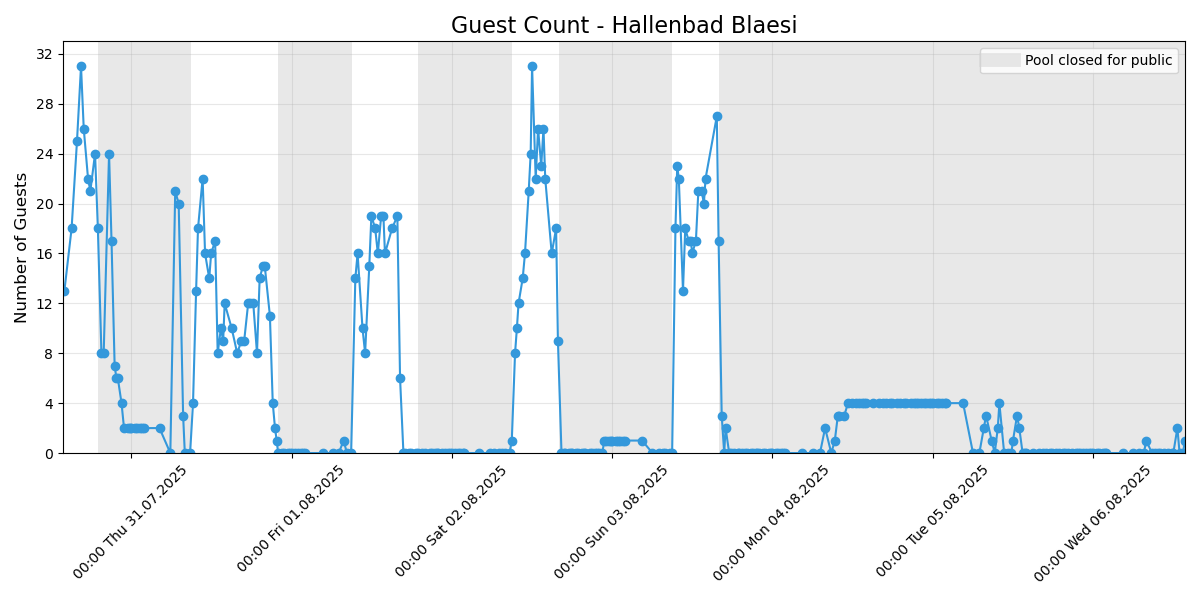 Guest Count - Hallenbad Blaesi
Pool closed for public
Number of Guests
32
28
24
20
16
12
8
4
0
00:00 Thu 31.07.2025
00:00 Fri 01.08.2025
00:00 Sat 02.08.2025
00:00 Sun 03.08.2025
00:00 Mon 04.08.2025
00:00 Tue 05.08.2025
00:00 Wed 06.08.2025